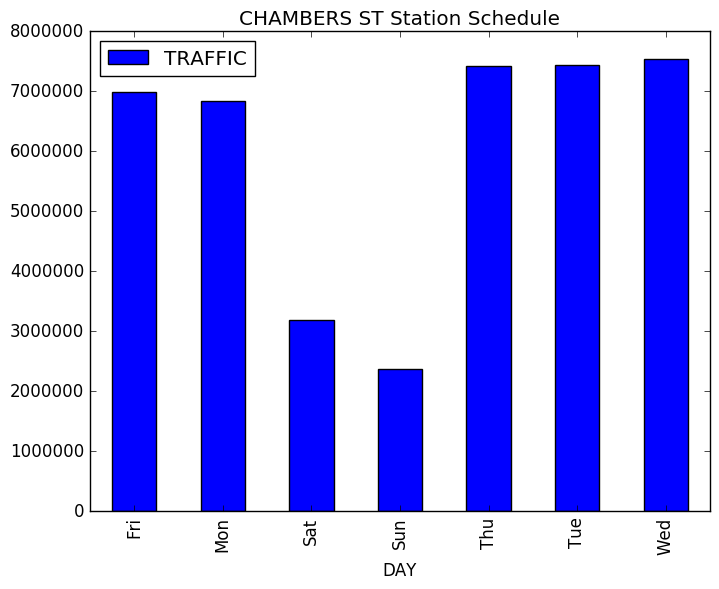 CHAMBERS ST Station Schedule
TRAFFIC
8000000
7000000
6000000
5000000
4000000
3000000
2000000
1000000
0
Fri
Mon
Sat
Sun
Thu
Tue
Wed
DAY